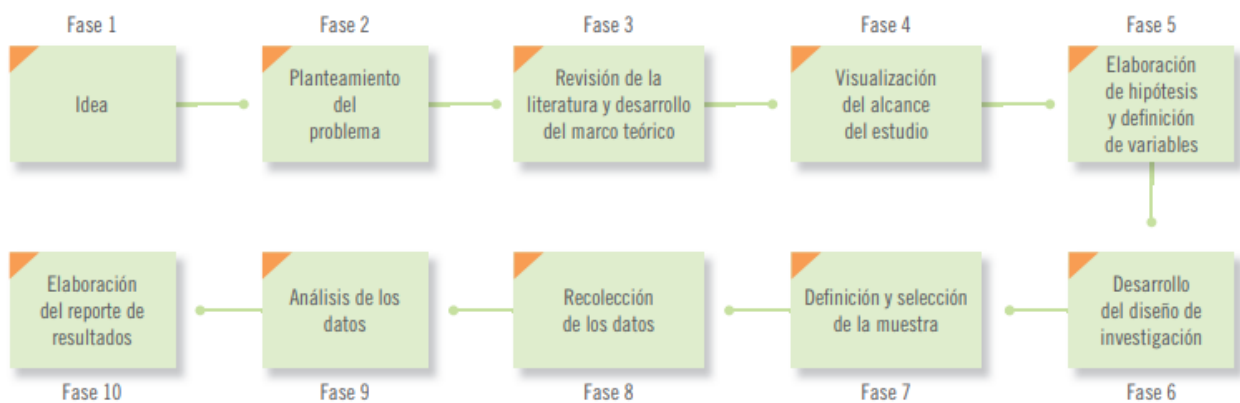 Fase 1
Idea
Fase 2
Planteamiento
del
problema
Fase 3
Revisión de la
literatura y desarrollo
del marco teórico
Fase 4
Visualización
del alcance
del estudio
Fase 5
Elaboración
de hipótesis
y definición
de variables
Desarrollo
del diseño de
investigación
Fase 6
Definición y selección
de la muestra
Fase 7
Recolección
de los datos
Fase 8
Análisis de los
datos
Fase 9
Elaboración
del reporte de
resultados
Fase 10